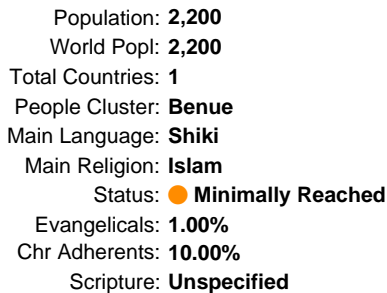 Population: 2,200
World Popl: 2,200
Total Countries: 1
People Cluster: Benue
Main Language: Shiki
Main Religion: Islam
Status: Minimally Reached
Evangelicals: 1.00%
Chr Adherents: 10.00%
Scripture: Unspecified